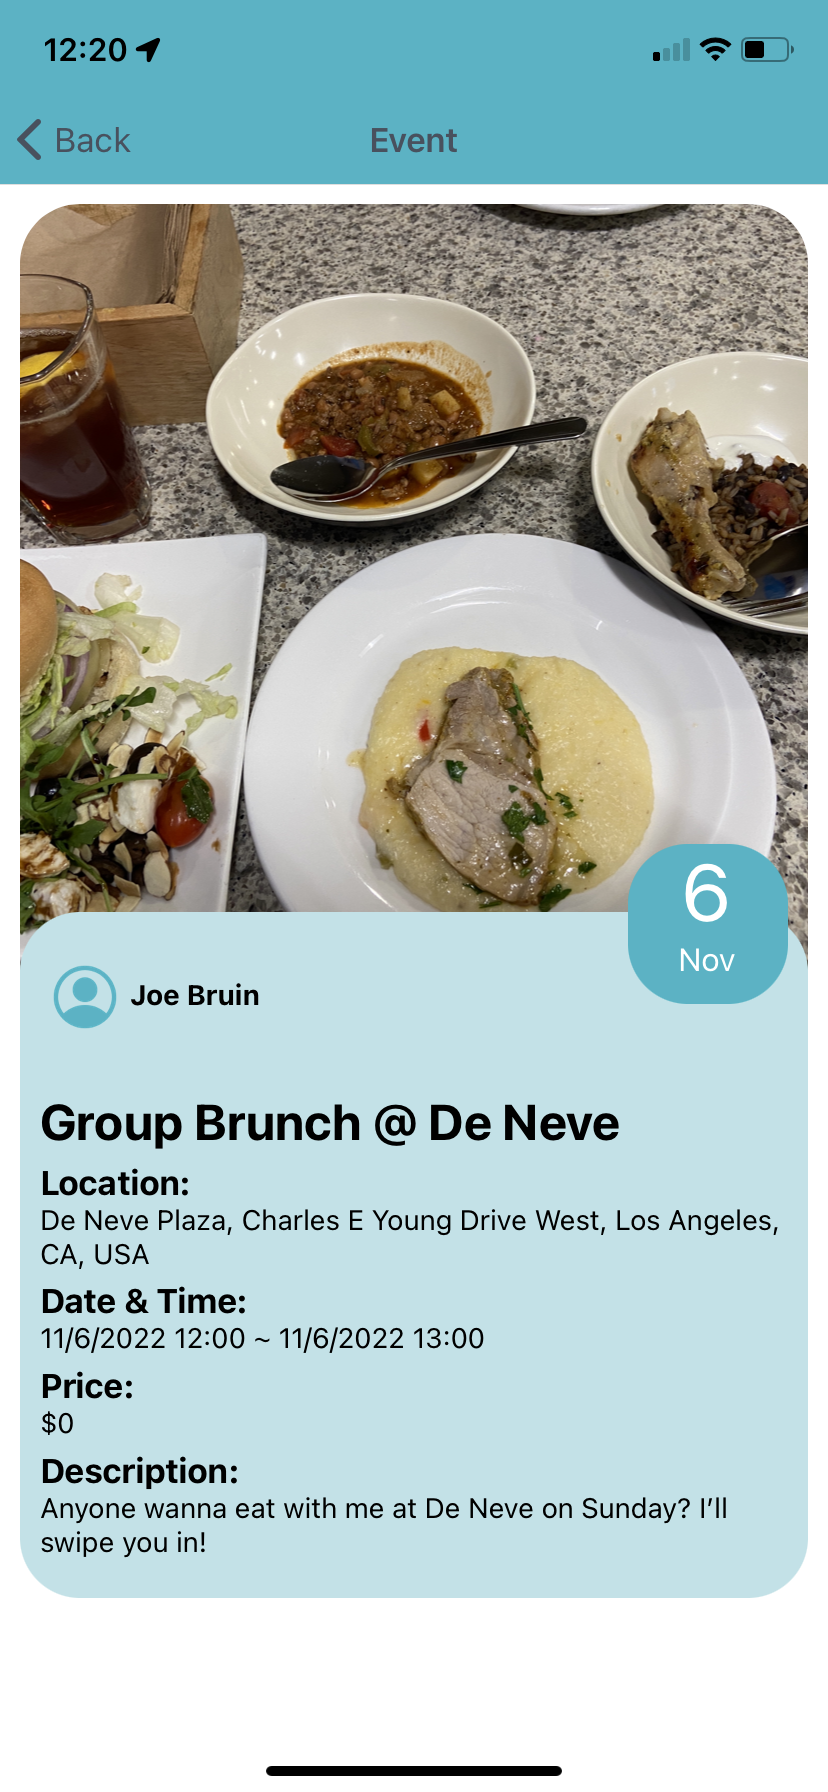 12:20
Back
Event
6
Nov
Joe Bruin
Group Brunch @ De Neve
Location:
De Neve Plaza, Charles E Young Drive West, Los Angeles,
CA, USA
Date & Time:
11/6/2022 12:00 ~ 11/6/2022 13:00
Price:
$0
Description:
Anyone wanna eat with me at De Neve on Sunday? I’ll
swipe you in!